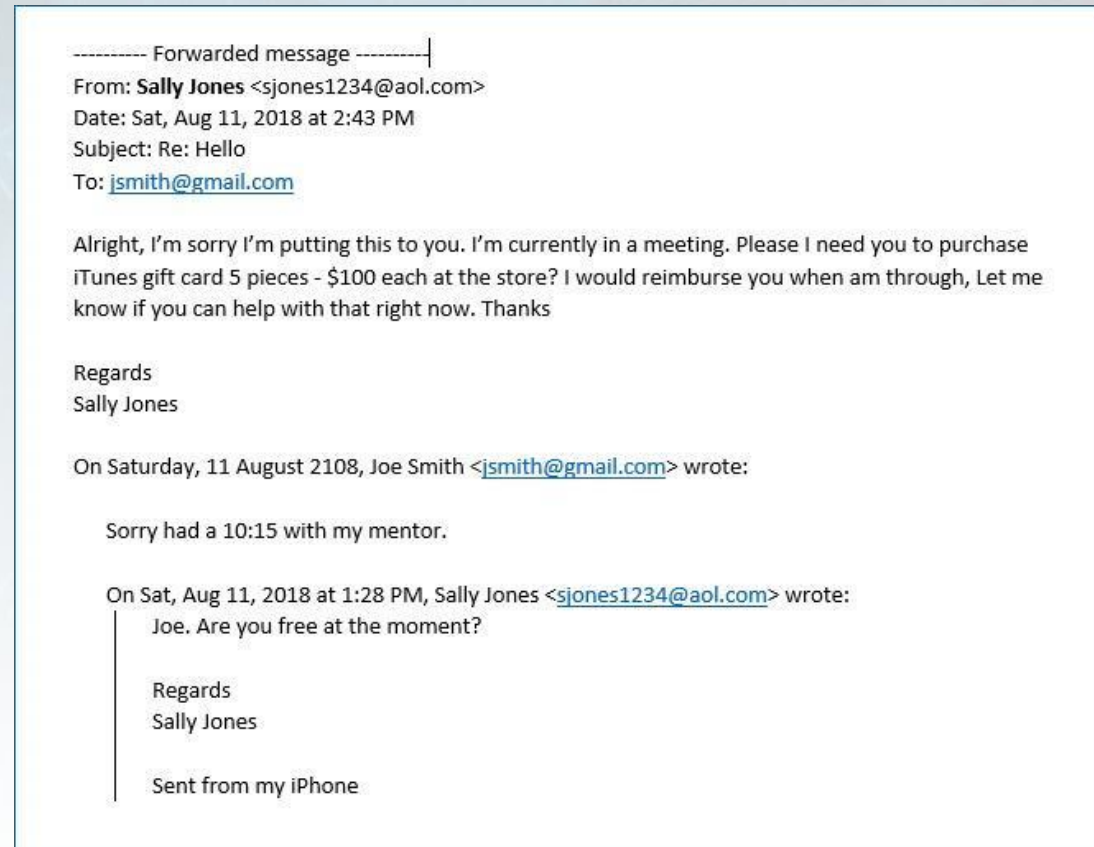 ---------- Forwarded message ----------
From: Sally Jones <sjones1234@aol.com>
Date: Sat, Aug 11, 2018 at 2:43 PM
Subject: Re: Hello
To: jsmith@gmail.com
Alright, I’m sorry I’m putting this to you. I’m currently in a meeting. Please I need you to purchase
iTunes gift card 5 pieces - $100 each at the store? I would reimburse you when am through, Let me
know if you can help with that right now. Thanks
Regards
Sally Jones
On Saturday, 11 August 2108, Joe Smith <jsmith@gmail.com> wrote:
Sorry had a 10:15 with my mentor.
On Sat, Aug 11, 2018 at 1:28 PM, Sally Jones <sjones1234@aol.com> wrote:
Joe. Are you free at the moment?
Regards
Sally Jones
Sent from my iPhone